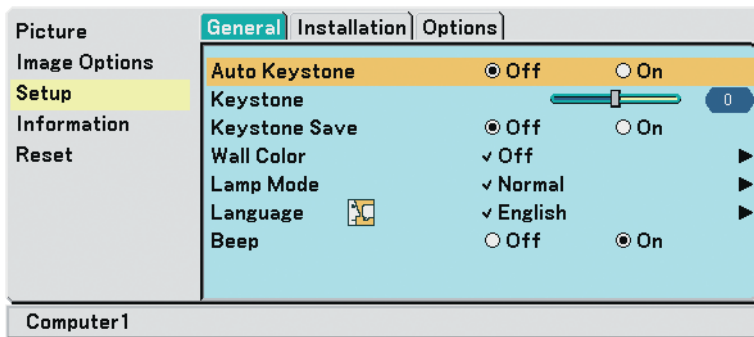 Picture
Image Options
Setup
Information
Reset
General Installation Options
Auto Keystone Off On
Keystone 0
Keystone Save Off On
Wall Color Off
Lamp Mode Normal
Language English
Beep Off On
Computer1